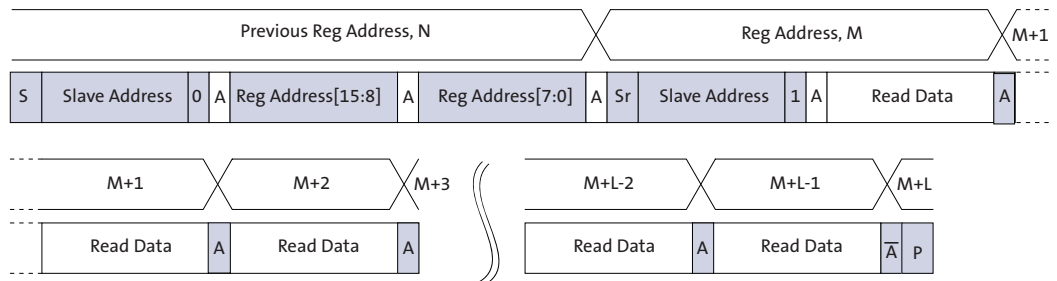 Previous Reg Address, N Reg Address, M M+1
S Slave Address 0 A Reg Address[15:8] A Reg Address[7:0] A Sr Slave Address 1 A Read Data A
M+1 M+2 M+3 M+L-2 M+L-1 M+L
Read Data A Read Data A Read Data A Read Data A̅ P